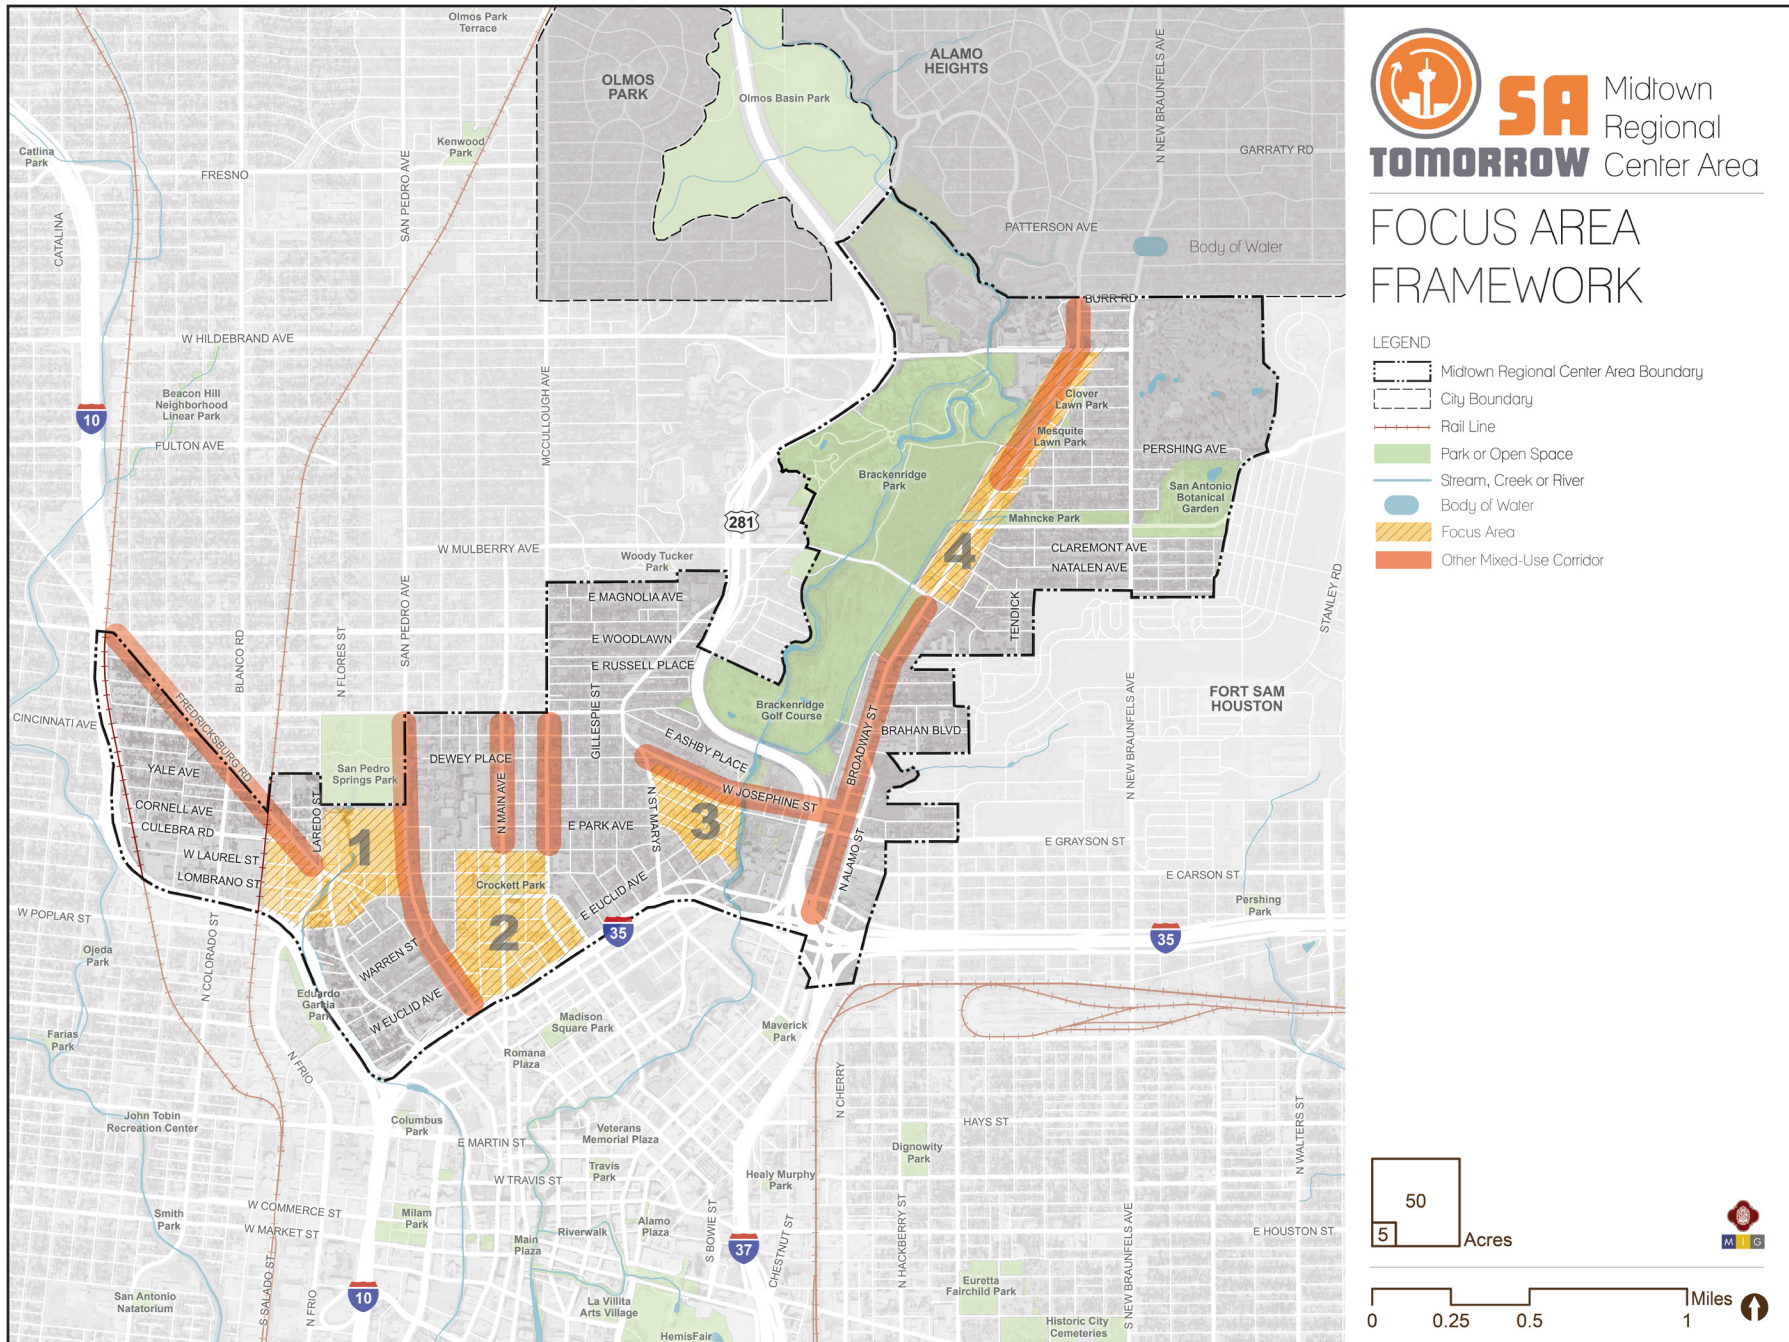 Olmos Park
Terrace
OLMOS
PARK
ALAMO
HEIGHTS
Olmos Basin Park
N NEW BRAUNFELS AVE
Catlina
Park
Kenwood
Park
GARRATY RD
FRESNO
SAN PEDRO AVE
CATALINA
PATTERSON AVE
Body of Water
BURR RD
W HILDEBRAND AVE
Beacon Hill
Neighborhood
Linear Park
10
FULTON AVE
MCCULLOUGH AVE
Clover
Lawn Park
Mesquite
Lawn Park
PERSHING AVE
Brackenridge
Park
San Antonio
Botanical
Garden
281
Mahncke Park
W MULBERRY AVE
Woody Tucker
Park
4
CLAREMONT AVE
NATALEN AVE
E MAGNOLIA AVE
TENDICK
STANLEY RD
E WOODLAWN
E RUSSELL PLACE
BLANCO RD
N FLORES ST
SAN PEDRO AVE
GILLESPIE ST
FORT SAM
HOUSTON
N NEW BRAUNFELS AVE
CINCINNATI AVE
FREDRICKSBURG RD
Brackenridge
Golf Course
BROADWAY ST
BRAHAN BLVD
E ASHBY PLACE
DEWEY PLACE
YALE AVE
San Pedro
Springs Park
W JOSEPHINE ST
CORNELL AVE
CULEBRA RD
LAREDO ST
N MAIN AVE
E PARK AVE
N ST MARYS
3
1
E GRAYSON ST
W LAUREL ST
LOMBRANO ST
Crockett Park
E EUCLID AVE
N ALAMO ST
E CARSON ST
Pershing
Park
W POPLAR ST
2
35
35
Ojeda
Park
N COLORADO ST
WARREN ST
W EUCLID AVE
Eduardo
Garcia
Park
Madison
Square Park
Maverick
Park
Farias
Park
Romana
Plaza
N FRIO
N CHERRY
John Tobin
Recreation Center
Columbus
Park
E MARTIN ST
Veterans
Memorial Plaza
HAYS ST
Dignowity
Park
N WALTERS ST
Travis
Park
W TRAVIS ST
Healy Murphy
Park
W COMMERCE ST
W MARKET ST
Smith
Park
Milam
Park
Main
Plaza
Riverwalk
Alamo
Plaza
S BOWIE ST
37
CHESTNUT ST
N HACKBERRY ST
S NEW BRAUNFELS AVE
E HOUSTON ST
S SALADO ST
N FRIO
10
San Antonio
Natatorium
La Villita
Arts Village
HemisFair
Euretta
Fairchild Park
Historic City
Cemeteries
SA
TOMORROW
Midtown
Regional
Center Area
FOCUS AREA
FRAMEWORK
LEGEND
Midtown Regional Center Area Boundary
City Boundary
Rail Line
Park or Open Space
Stream, Creek or River
Body of Water
Focus Area
Other Mixed-Use Corridor
50
5
Acres
M I G
Miles
0 0.25 0.5 1